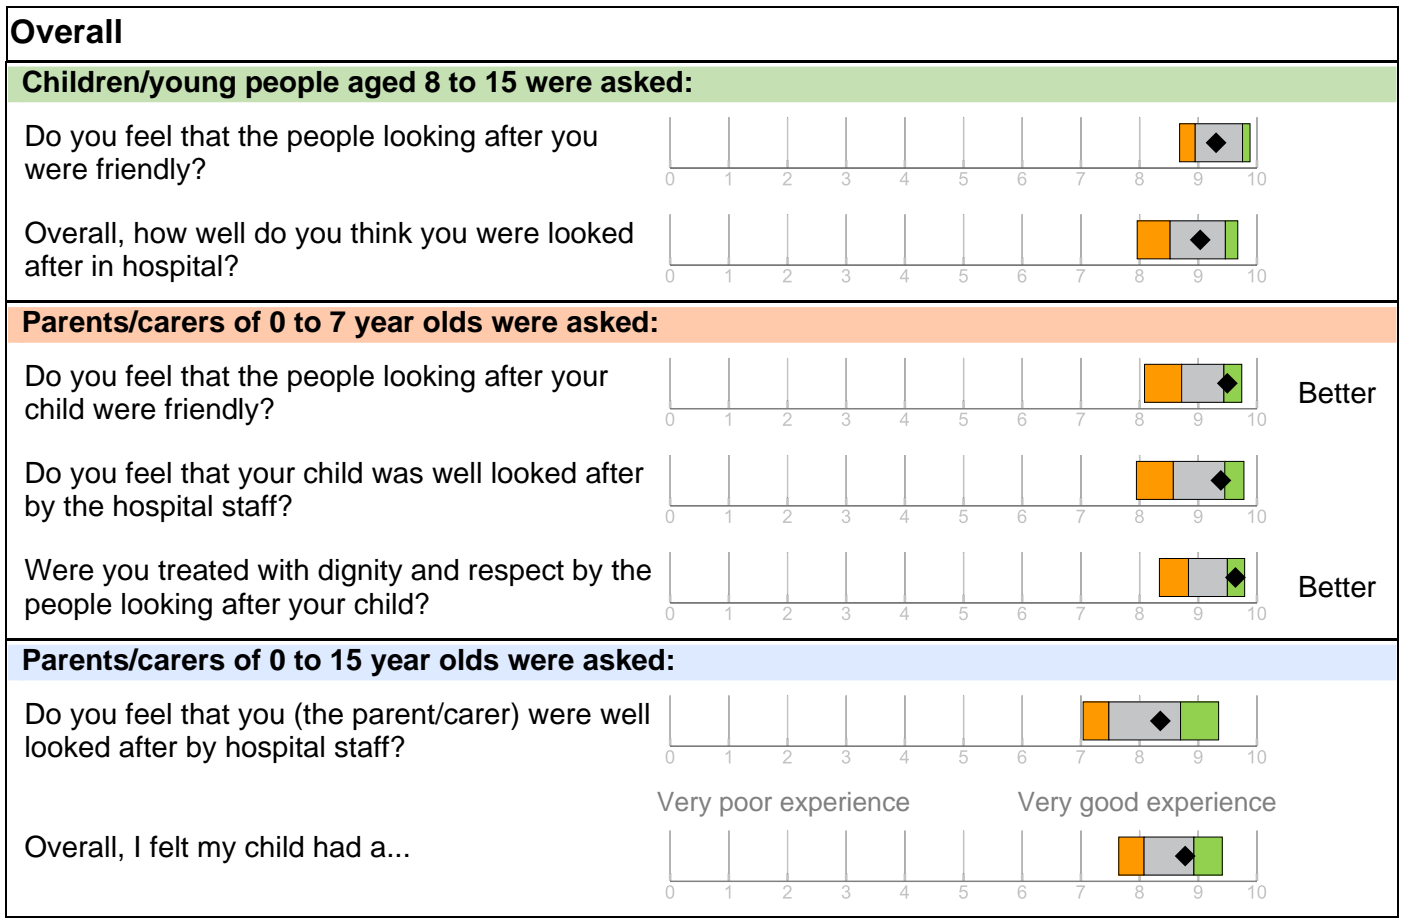 Overall
Children/young people aged 8 to 15 were asked:
Do you feel that the people looking after you
were friendly?
0 1 2 3 4 5 6 7 8 9 10
Overall, how well do you think you were looked
after in hospital?
0 1 2 3 4 5 6 7 8 9 10
Parents/carers of 0 to 7 year olds were asked:
Do you feel that the people looking after your
child were friendly?
Better
0 1 2 3 4 5 6 7 8 9 10
Do you feel that your child was well looked after
by the hospital staff?
0 1 2 3 4 5 6 7 8 9 10
Were you treated with dignity and respect by the
people looking after your child?
Better
0 1 2 3 4 5 6 7 8 9 10
Parents/carers of 0 to 15 year olds were asked:
Do you feel that you (the parent/carer) were well
looked after by hospital staff?
0 1 2 3 4 5 6 7 8 9 10
Very poor experience Very good experience
Overall, I felt my child had a...
0 1 2 3 4 5 6 7 8 9 10